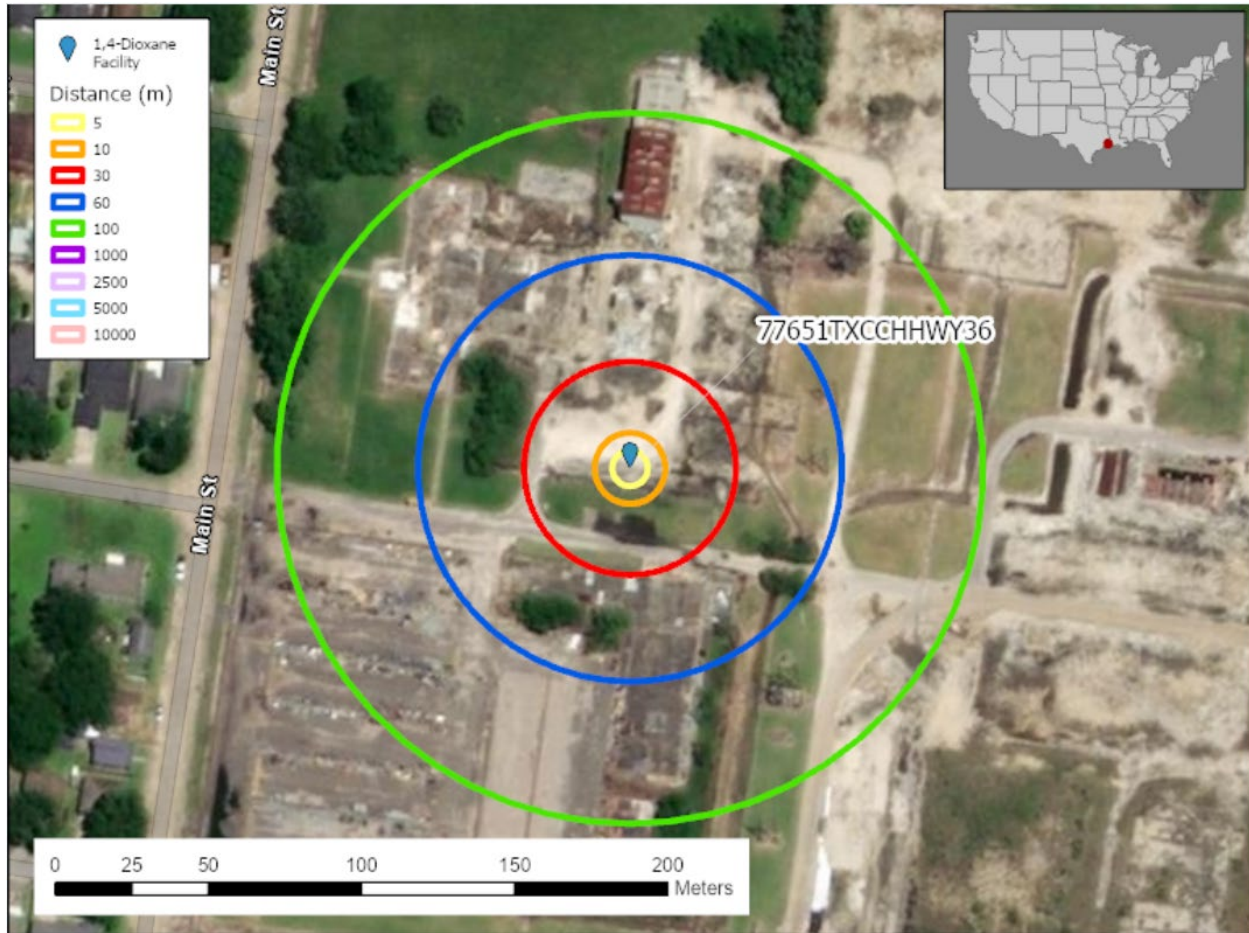 1,4-Dioxane
Facility
Distance (m)
5
10
30
60
100
1000
2500
5000
10000
Main St
77651TXCCHHWY36
Main St
0 25 50 100 150 200
Meters